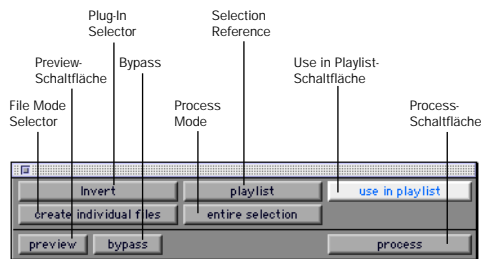 Plug-In
Selector
Selection
Reference
Preview-
Schaltfläche
Bypass
Use in Playlist-
Schaltfläche
File Mode
Selector
Process
Mode
Process-
Schaltfläche
Invert
playlist
use in playlist
create individual files
entire selection
preview
bypass
process